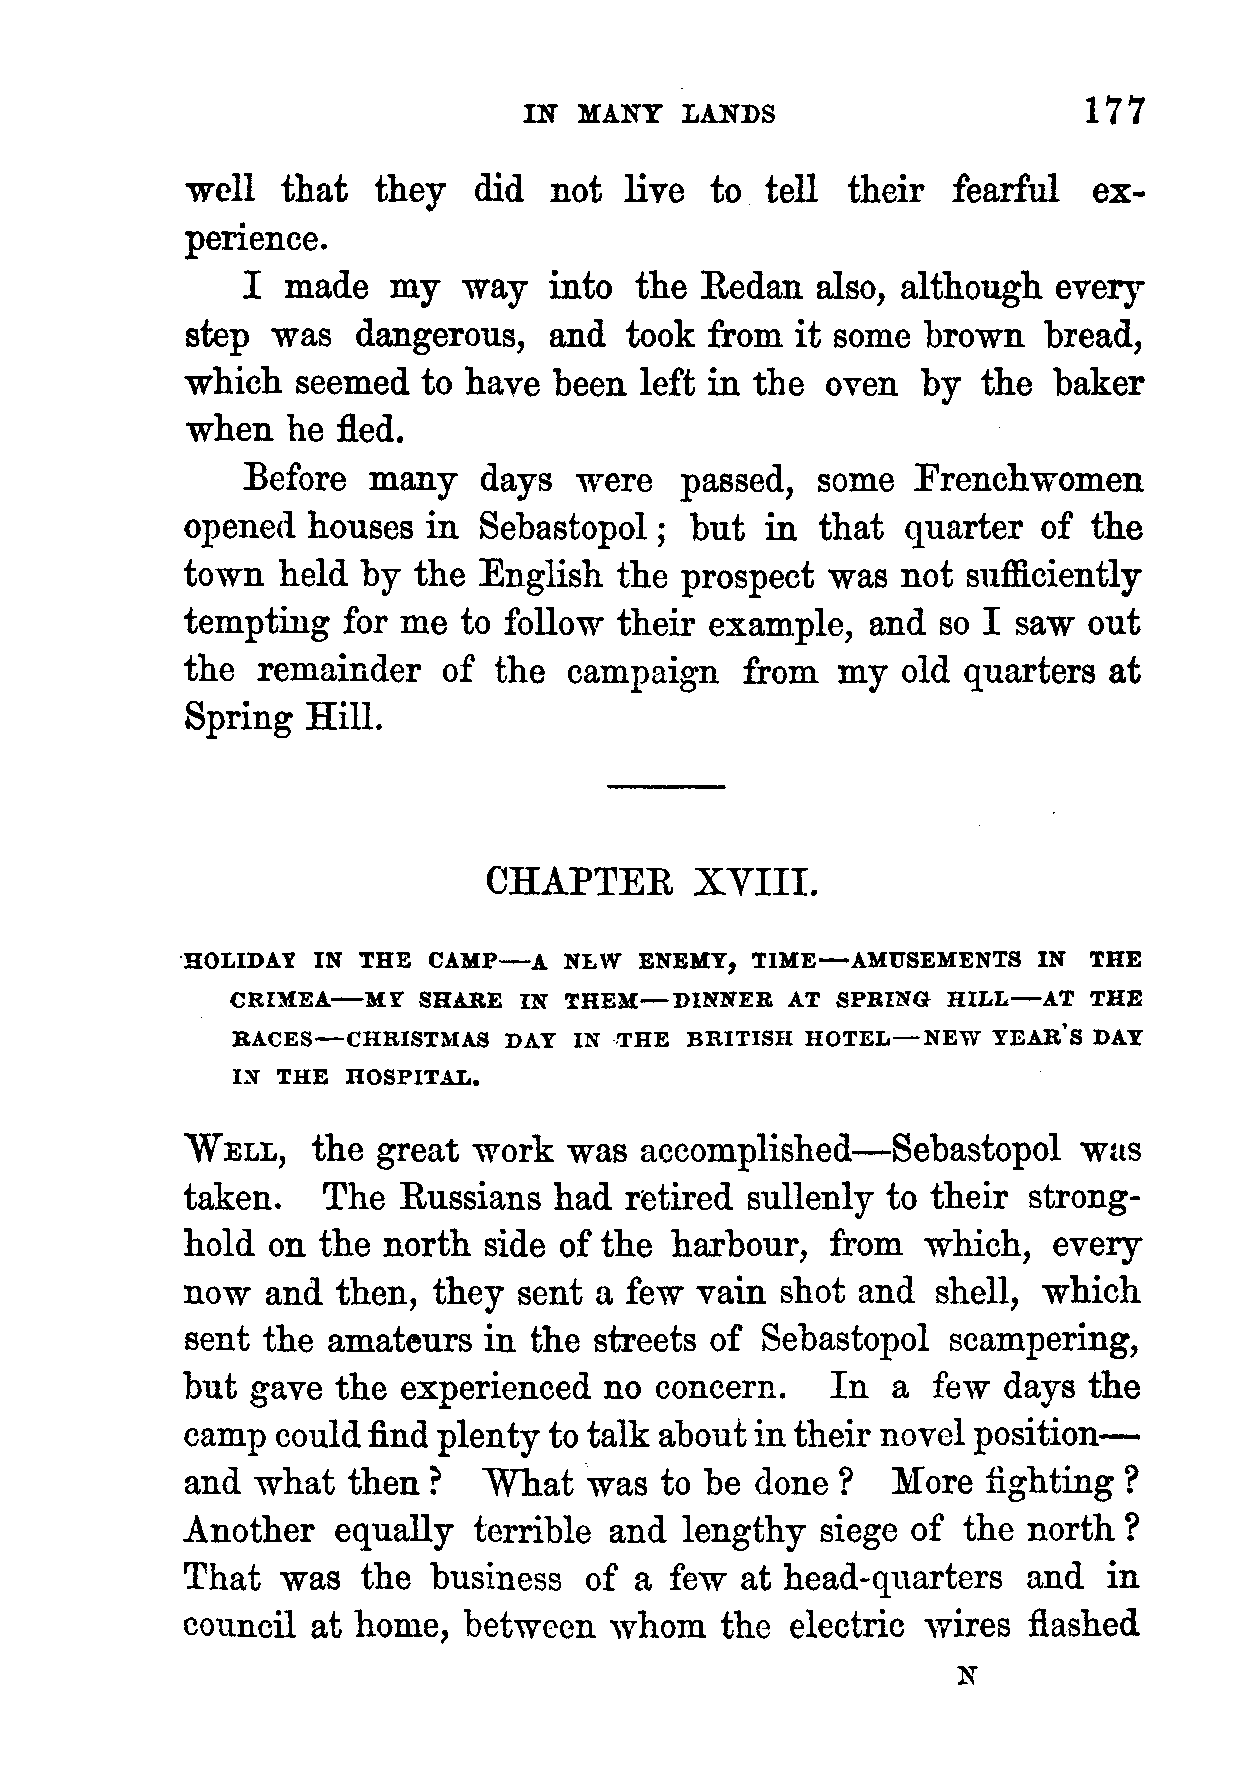 IN MANY LANDS 177
well that they did not live to tell their fearful ex-
perience.
I made my way into the Redan also, although every
step was dangerous, and took from it some brown bread,
which seemed to have been left in the oven by the baker
when he fled.
Before many days were passed, some Frenchwomen
opened houses in Sebastopol ; but in that quarter of the
town held by the English the prospect was not sufficiently
tempting for me to follow their example, and so I saw out
the remainder of the campaign from my old quarters at
Spring Hill.
CHAPTER XVIII.
HOLIDAY IN THE CAMP—A NEW ENEMY, TIME—AMUSEMENTS IN THE
CRIMEA—MY SHARE IN THEM—DINNER AT SPRING HILL—AT THE
RACES—CHRISTMAS DAY IN THE BRITISH HOTEL—NEW YEAR'S DAY
IN THE HOSPITAL.
WELL, the great work was accomplished—Sebastopol was
taken. The Russians had retired sullenly to their strong-
hold on the north side of the harbour, from which, every
now and then, they sent a few vain shot and shell, which
sent the amateurs in the streets of Sebastopol scampering,
but gave the experienced no concern. In a few days the
camp could find plenty to talk about in their novel position—
and what then ? What was to be done ? More fighting ?
Another equally terrible and lengthy siege of the north ?
That was the business of a few at head-quarters and in
council at home, between whom the electric wires flashed
N